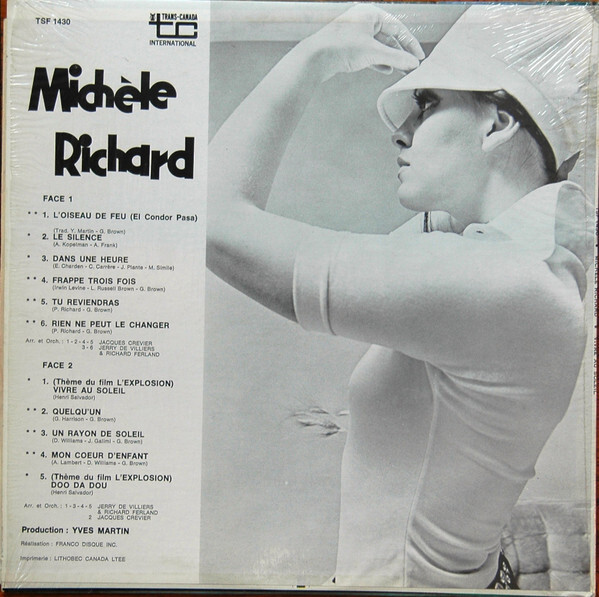 TSF 1430
TRANS-CANADA
tc
INTERNATIONAL
Michèle
Richard
FACE 1
** 1. L'OISEAU DE FEU (El Condor Pasa)
(Trad. Y. Martin - G. Brown)
* 2. LE SILENCE
(A. Kopelman - A. Frank)
* 3. DANS UNE HEURE
(E. Charden - C. Carrère - J. Plante - M. Simile)
** 4. FRAPPE TROIS FOIS
(Irwin Levine - L. Russell Brown - G. Brown)
** 5. TU REVIENDRAS
(P. Richard - G. Brown)
** 6. RIEN NE PEUT LE CHANGER
(P. Richard - G. Brown)
Arr. et Orch.: 1 - 2 - 4 - 5 JACQUES CREVIER
3 - 6 JERRY DE VILLIERS
& RICHARD FERLAND
FACE 2
* 1. (Thème du film L'EXPLOSION)
VIVRE AU SOLEIL
(Henri Salvador)
** 2. QUELQU'UN
(G. Harrison - G. Brown)
** 3. UN RAYON DE SOLEIL
(D. Williams - J. Galimi - G. Brown)
** 4. MON COEUR D'ENFANT
(A. Lambert - D. Williams - G. Brown)
* 5. (Thème du film L'EXPLOSION)
DOO DA DOU
(Henri Salvador)
Arr. et Orch.: 1 - 3 - 4 - 5 JERRY DE VILLIERS
& RICHARD FERLAND
2 JACQUES CREVIER
Production : YVES MARTIN
Réalisation : FRANCO DISQUE INC.
Imprimerie : LITHOBEC CANADA LTEE